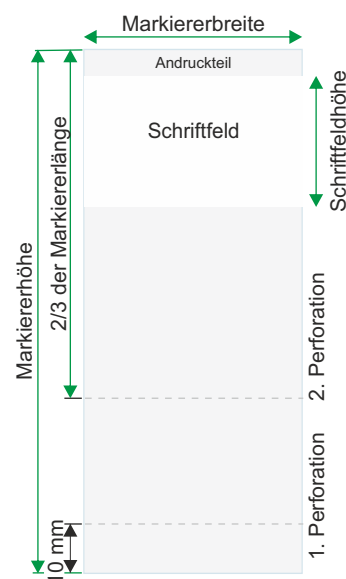 Markiererbreite
Andruckteil
Schriftfeld
Schriftfeldhöhe
2/3 der Markiererlänge
Markiererhöhe
2. Perforation
1. Perforation
10 mm